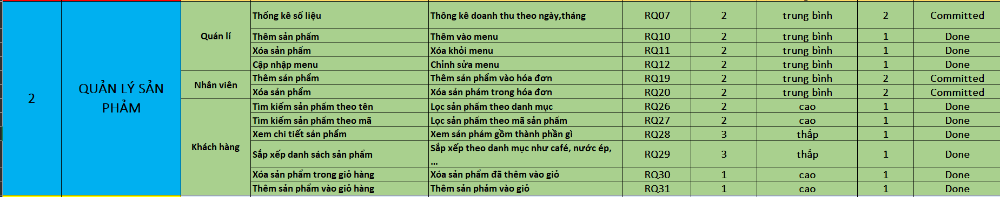 2
QUẢN LÝ SẢN
PHẢM
Quản lí
Thống kê số liệu Thông kê doanh thu theo ngày,tháng RQ07 2 trung bình 2 Committed
Thêm sản phẩm Thêm vào menu RQ10 2 trung bình 1 Done
Xóa sản phẩm Xóa khỏi menu RQ11 2 trung bình 1 Done
Cập nhập menu Chỉnh sửa menu RQ12 2 trung bình 1 Done
Nhân viên
Thêm sản phẩm Thêm sản phẩm vào hóa đơn RQ19 2 trung bình 2 Committed
Xóa sản phẩm Xóa sản phảm trong hóa đơn RQ20 2 trung bình 2 Committed
Khách hàng
Tìm kiếm sản phẩm theo tên Lọc sản phẩm theo danh mục RQ26 2 cao 1 Done
Tìm kiếm sản phẩm theo mã Lọc sản phẩm theo mã sản phẩm RQ27 2 cao 1 Done
Xem chi tiết sản phẩm Xem sản phảm gồm thành phần gì RQ28 3 thấp 1 Done
Sắp xếp danh sách sản phẩm Sắp xếp theo danh mục như café, nước ép,
... RQ29 3 thấp 1 Done
Xóa sản phẩm trong giỏ hàng Xóa sản phẩm đã thêm vào giỏ RQ30 1 cao 1 Done
Thêm sản phẩm vào giỏ hàng Thêm sản phảm vào giỏ RQ31 1 cao 1 Done